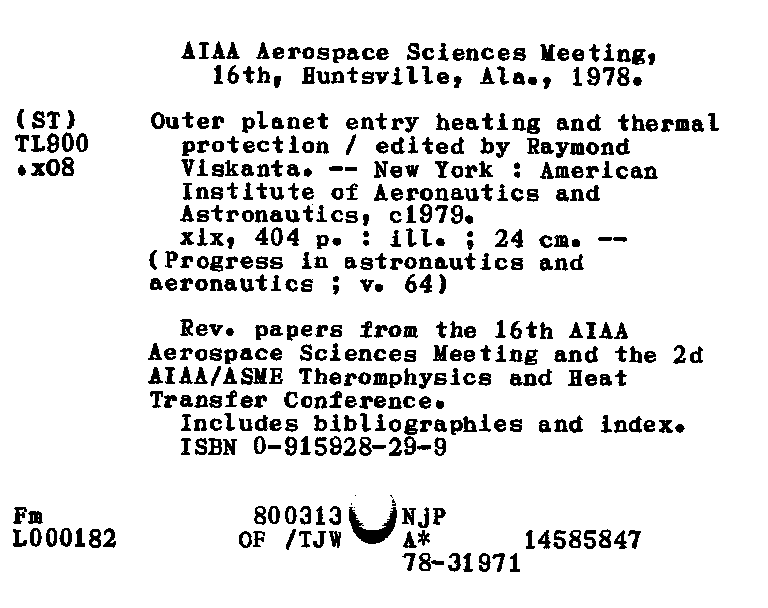 AIAA Aerospace Sciences Meeting,
16th, Huntsville, Ala., 1978.
(ST) Outer planet entry heating and thermal
TL900 protection / edited by Raymond
.xO8 Viskanta. -- New York : American
Institute of Aeronautics and
Astronautics, c1979.
xix, 404 p. : ill. ; 24 cm. --
(Progress in astronautics and
aeronautics ; v. 64)
Rev. papers from the 16th AIAA
Aerospace Sciences Meeting and the 2d
AIAA/ASME Theromphysics and Heat
Transfer Conference.
Includes bibliographies and index.
ISBN 0-915928-29-9
Fm 800313 NjP
L000182 OF /TJW A* 14585847
78-31971